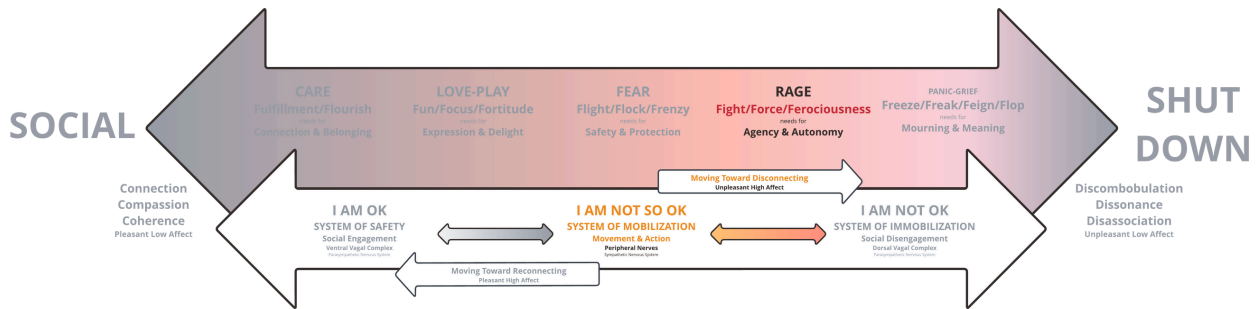 SOCIAL
Connection
Compassion
Coherence
Pleasant Low Affect
CARE
Fulfillment/Flourish
needs for
Connection & Belonging
LOVE-PLAY
Fun/Focus/Fortitude
needs for
Expression & Delight
FEAR
Flight/Flock/Frenzy
needs for
Safety & Protection
RAGE
Fight/Force/Ferociousness
needs for
Agency & Autonomy
PANIC-GRIEF
Freeze/Freak/Feign/Flop
needs for
Mourning & Meaning
SHUT
DOWN
Discombobulation
Dissonance
Disassociation
Unpleasant Low Affect
Moving Toward Disconnecting
Unpleasant High Affect
I AM OK
SYSTEM OF SAFETY
Social Engagement
Ventral Vagal Complex
Parasympathetic Nervous System
I AM NOT SO OK
SYSTEM OF MOBILIZATION
Movement & Action
Peripheral Nerves
Sympathetic Nervous System
I AM NOT OK
SYSTEM OF IMMOBILIZATION
Social Disengagement
Dorsal Vagal Complex
Parasympathetic Nervous System
Moving Toward Reconnecting
Pleasant High Affect